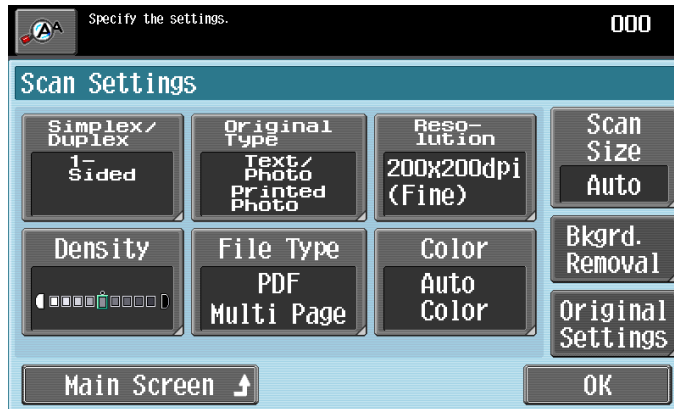 AA
Specify the settings.
000
Scan Settings
Simplex/
Duplex
1-
Sided
Original
Type
Text/
Photo
Printed
Photo
Reso-
lution
200x200dpi
(Fine)
Scan
Size
Auto
Density
File Type
PDF
Multi Page
Color
Auto
Color
Bkgrd.
Removal
Original
Settings
Main Screen
OK